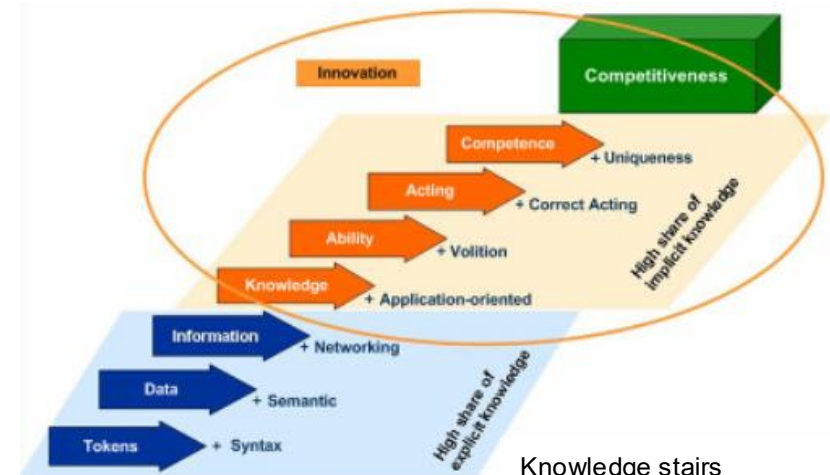 Innovation
Competitiveness
Competence
+ Uniqueness
Acting
+ Correct Acting
Ability
+ Volition
Knowledge
+ Application-oriented
High share of
implicit knowledge
Information
+ Networking
Data
+ Semantic
Tokens
+ Syntax
High share of
explicit knowledge
Knowledge stairs